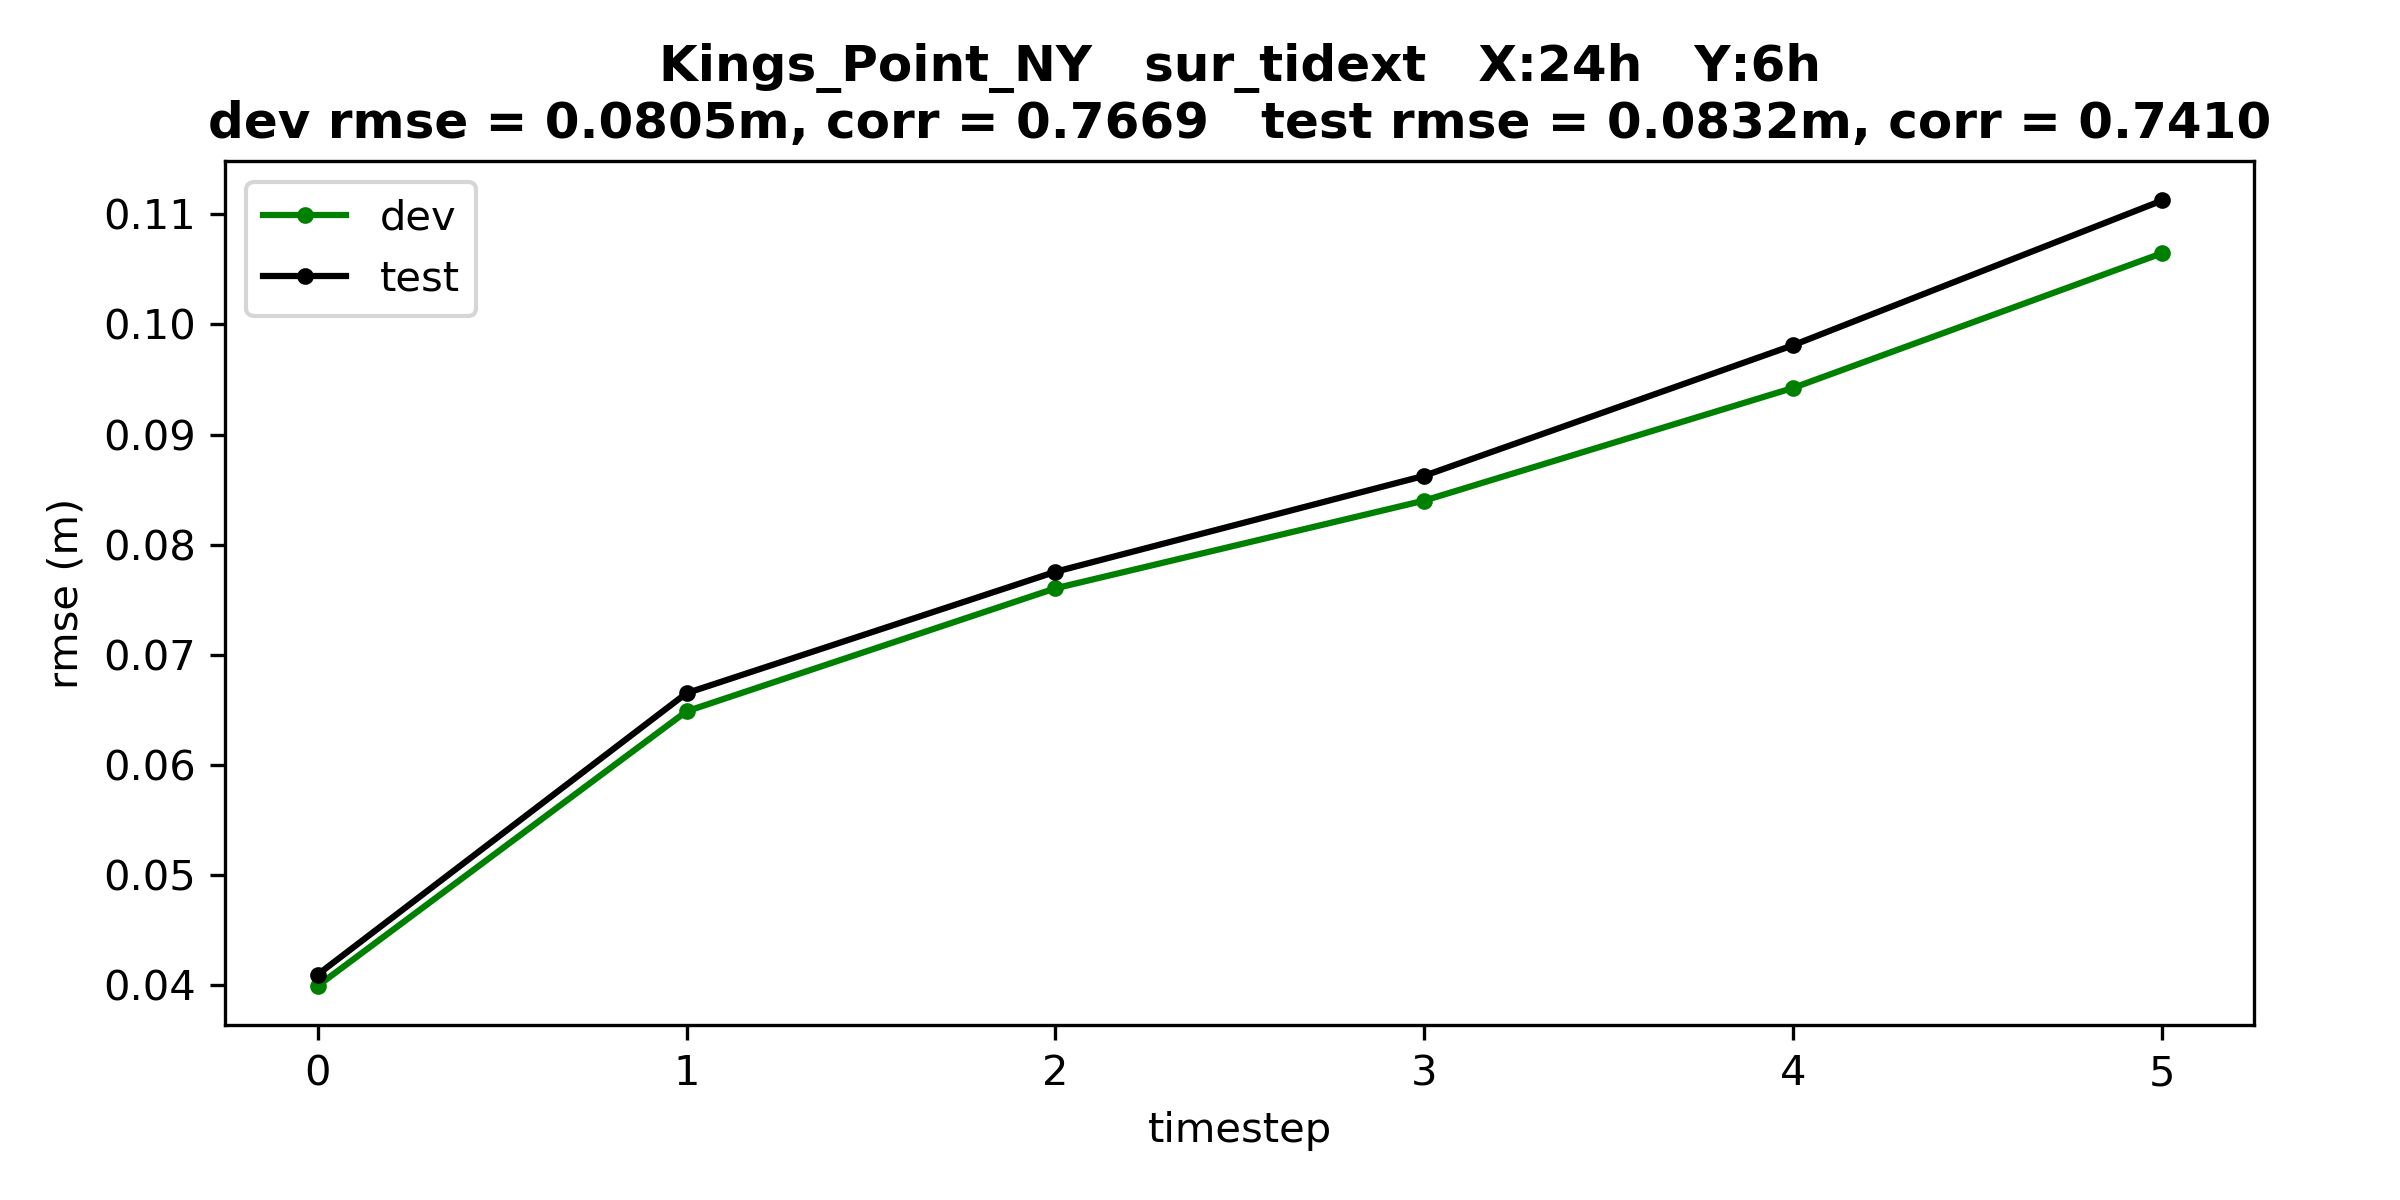 Kings_Point_NY   sur_tidext   X:24h   Y:6h
dev rmse = 0.0805m, corr = 0.7669   test rmse = 0.0832m, corr = 0.7410
dev
test
0.11
0.10
0.09
0.08
0.07
0.06
0.05
0.04
rmse (m)
0 1 2 3 4 5
timestep